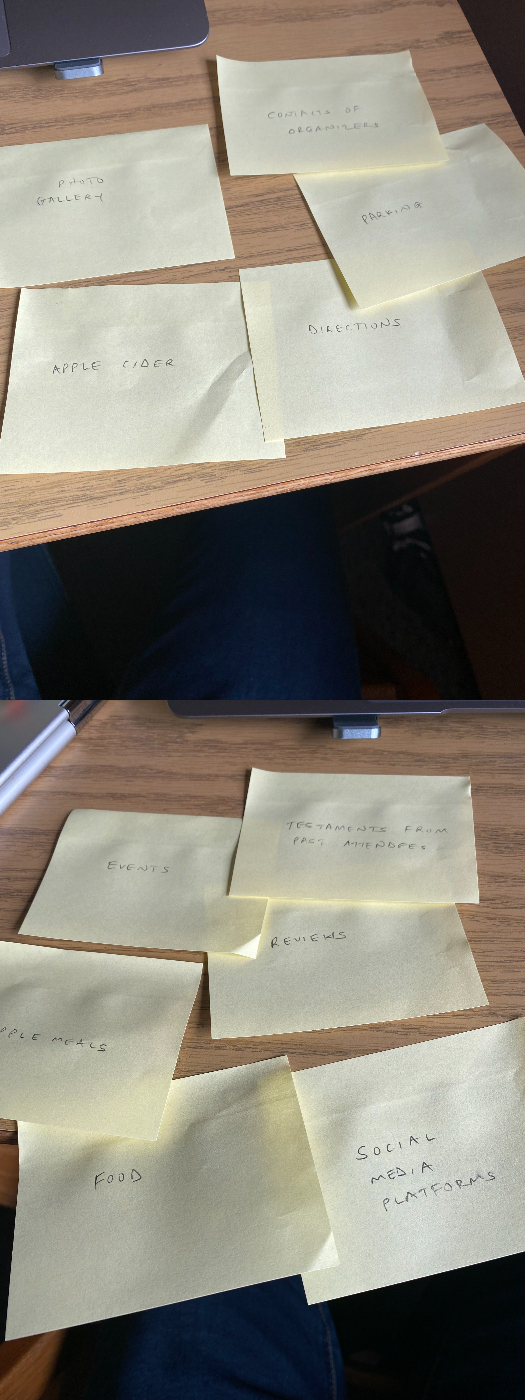 CONTACTS OF
ORGANIZERS
PHOTO
GALLERY
PARKING
DIRECTIONS
APPLE CIDER
TESTAMENTS FROM
PAST ATTENDEES
EVENTS
REVIEWS
PPLE MEALS
FOOD
SOCIAL
MEDIA
PLATFORMS